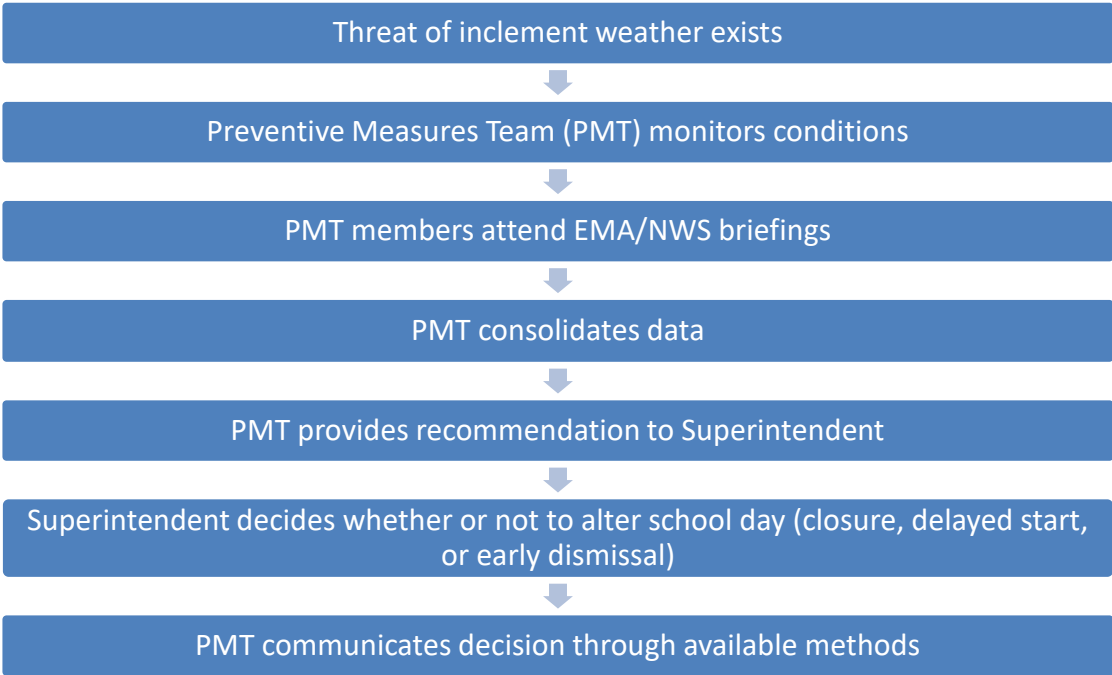 Threat of inclement weather exists
Preventive Measures Team (PMT) monitors conditions
PMT members attend EMA/NWS briefings
PMT consolidates data
PMT provides recommendation to Superintendent
Superintendent decides whether or not to alter school day (closure, delayed start,
or early dismissal)
PMT communicates decision through available methods